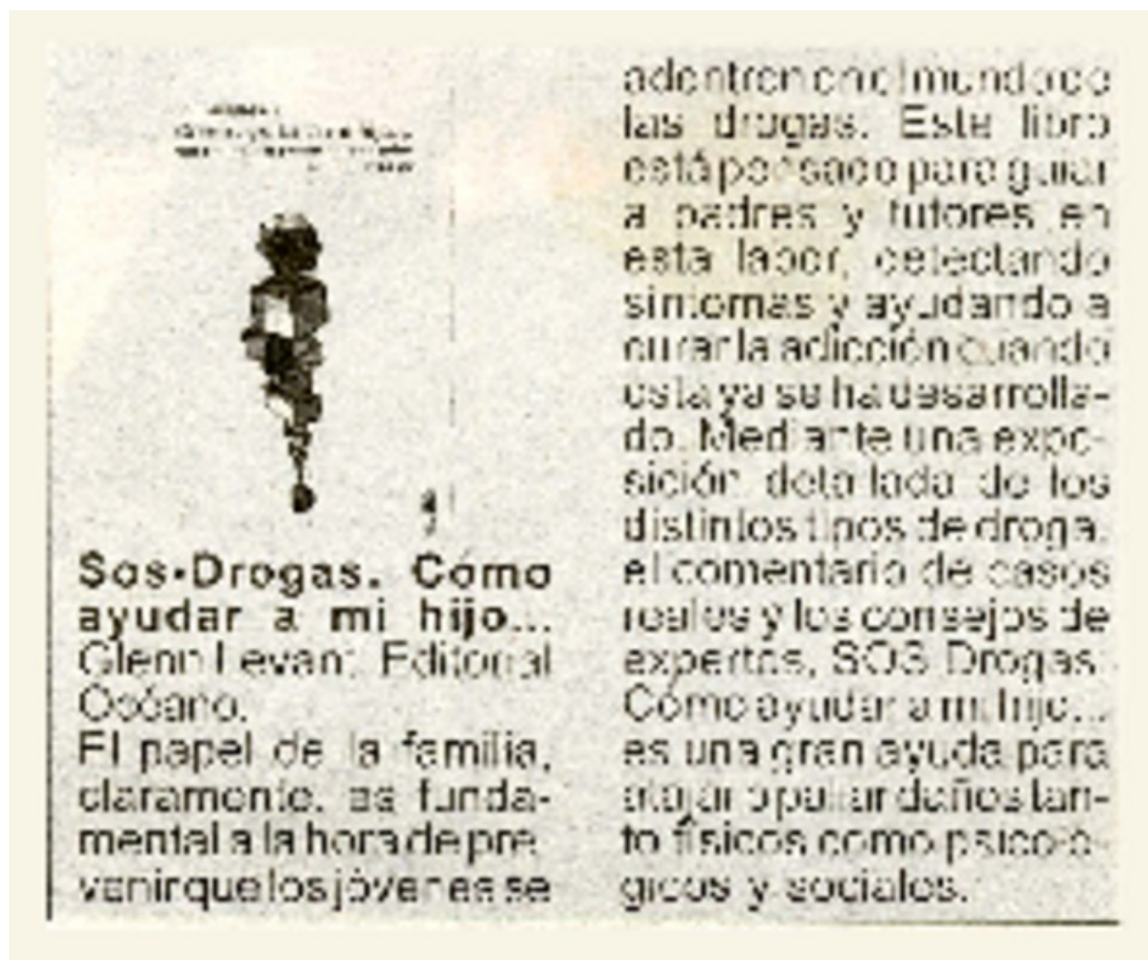 Sos-Drogas. Cómo
ayudar a mi hijo...
Glenn Levant. Editorial
Océano.
El papel de la familia,
claramente, es funda-
mental a la hora de pre-
venir que los jóvenes se
adentren en el mundo de
las drogas. Este libro
está pensado para guiar
a padres y tutores en
esta labor, detectando
síntomas y ayudando a
curar la adicción cuando
ésta ya se ha desarrolla-
do. Mediante una expo-
sición detallada de los
distintos tipos de droga,
el comentario de casos
reales y los consejos de
expertos, SOS Drogas.
Cómo ayudar a mi hijo...
es una gran ayuda para
atajar o paliar daños tan-
to físicos como psicoló-
gicos y sociales.